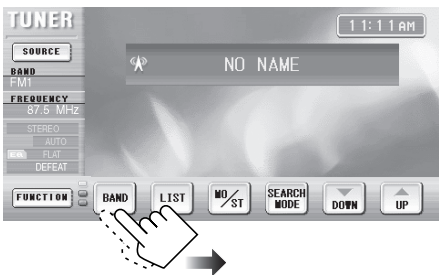 TUNER
11:11 AM
SOURCE
NO NAME
BAND
FM1
FREQUENCY
87.5 MHz
STEREO
AUTO
FLAT
DEFEAT
FUNCTION
BAND
LIST
MO/ST
SEARCH MODE
DOWN
UP